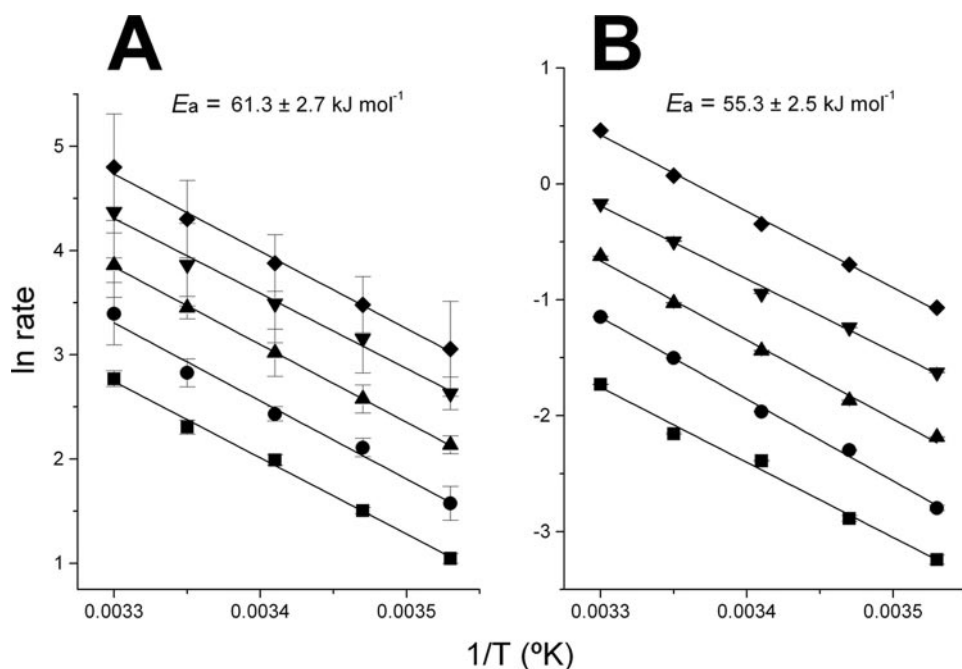 A
B
Ea = 61.3 ± 2.7 kJ mol⁻¹
Ea = 55.3 ± 2.5 kJ mol⁻¹
ln rate
5
4
3
2
1
1
0
-1
-2
-3
0.0033
0.0034
0.0035
0.0033
0.0034
0.0035
1/T (ºK)